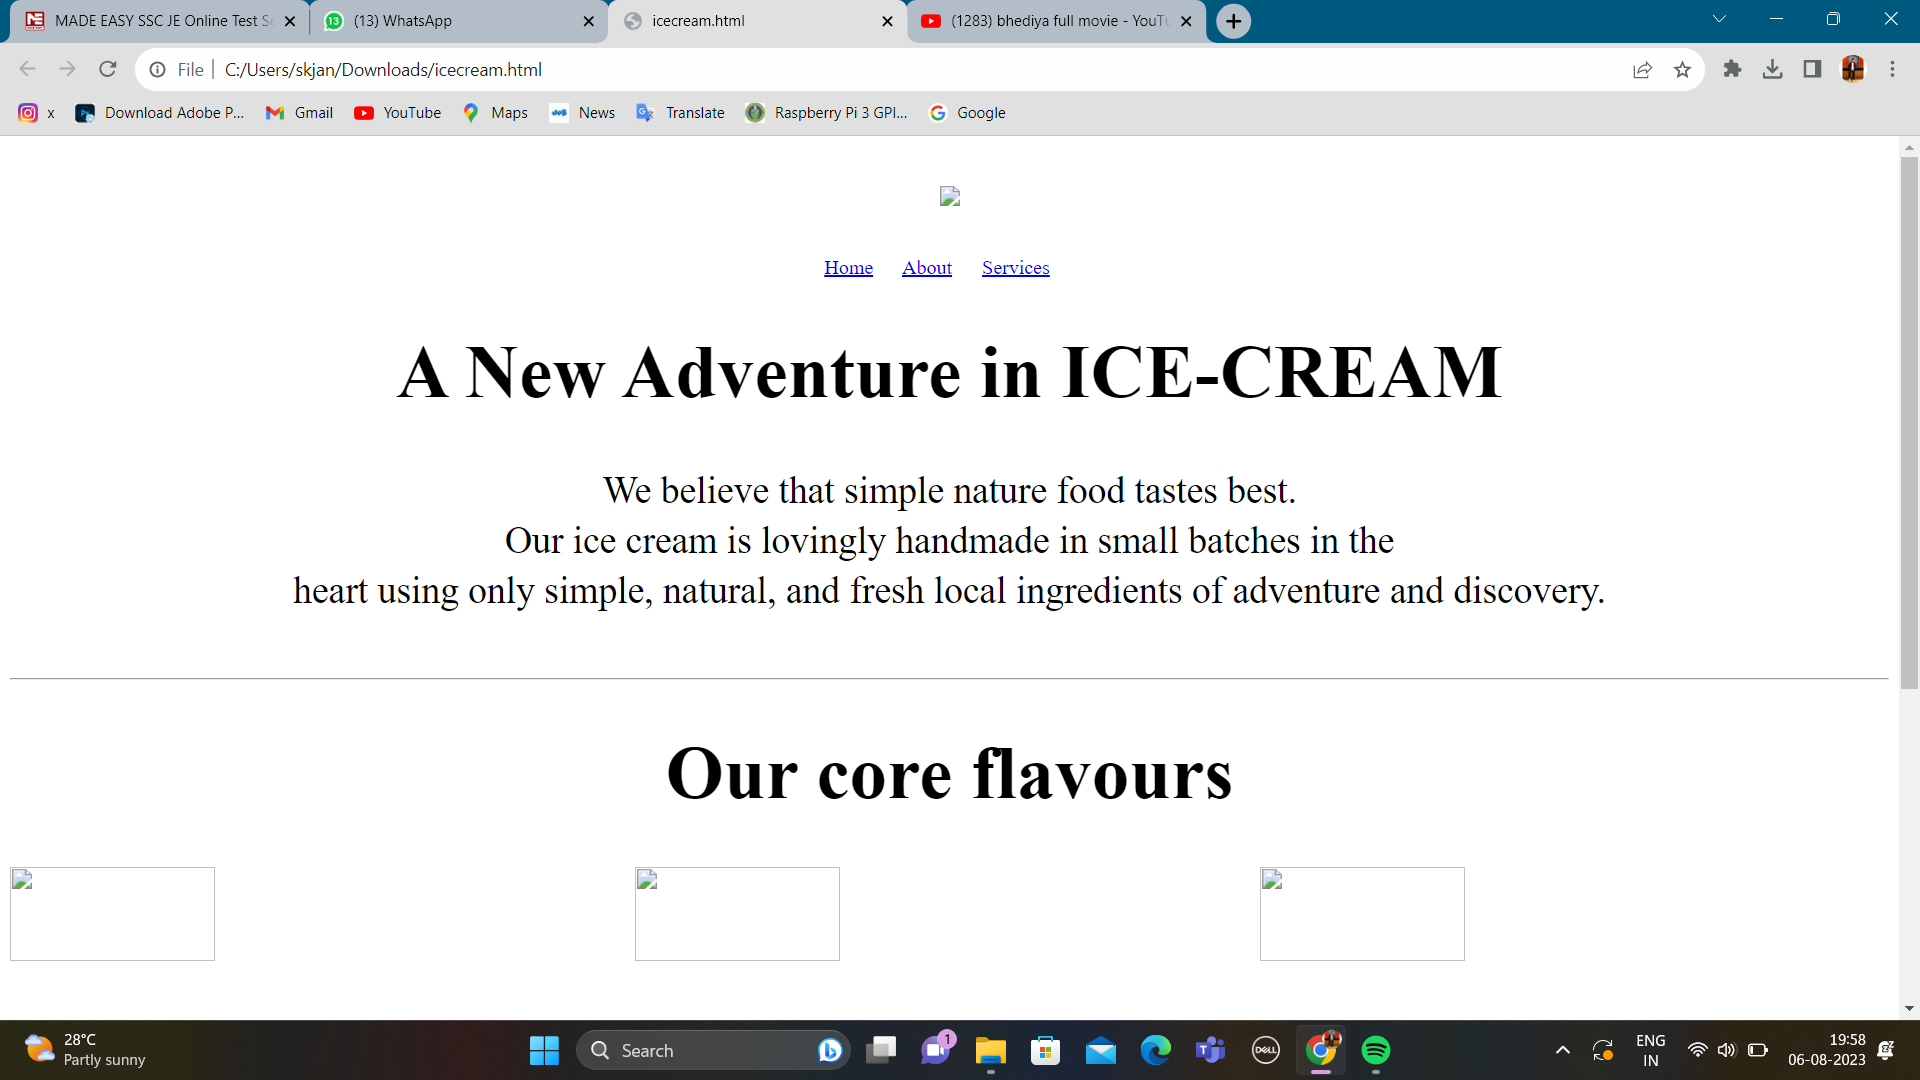 MADE EASY SSC JE Online Test Se
(13) WhatsApp
icecream.html
(1283) bhediya full movie - YouTu
File
C:/Users/skjan/Downloads/icecream.html
x
Download Adobe P...
Gmail
YouTube
Maps
News
Translate
Raspberry Pi 3 GPI...
Google
Home About Services
A New Adventure in ICE-CREAM
We believe that simple nature food tastes best.
Our ice cream is lovingly handmade in small batches in the
heart using only simple, natural, and fresh local ingredients of adventure and discovery.
Our core flavours
28°C
Partly sunny
Search
1
DELL
ENG
IN
19:58
06-08-2023